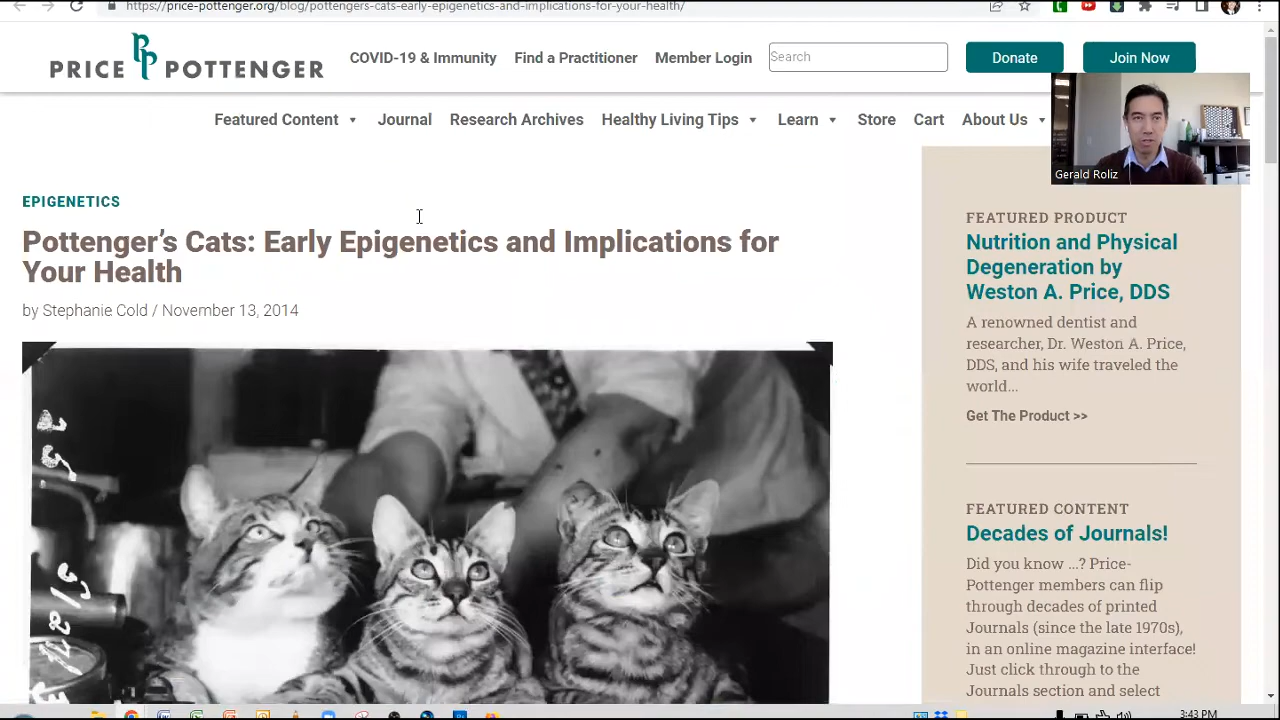 https://price-pottenger.org/blog/pottengers-cats-early-epigenetics-and-implications-for-your-health/
PRICE POTTENGER
COVID-19 & Immunity Find a Practitioner Member Login Search Donate Join Now
Featured Content Journal Research Archives Healthy Living Tips Learn Store Cart About Us
Gerald Roliz
EPIGENETICS
Pottenger's Cats: Early Epigenetics and Implications for
Your Health
by Stephanie Cold / November 13, 2014
FEATURED PRODUCT
Nutrition and Physical
Degeneration by
Weston A. Price, DDS
A renowned dentist and
researcher, Dr. Weston A. Price,
DDS, and his wife traveled the
world...
Get The Product >>
FEATURED CONTENT
Decades of Journals!
Did you know ...? Price-
Pottenger members can flip
through decades of printed
Journals (since the late 1970s),
in an online magazine interface!
Just click through to the
Journals section and select
3:43 PM